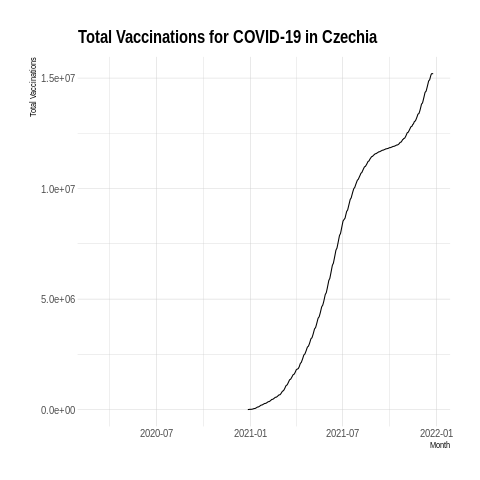 Total Vaccinations for COVID-19 in Czechia
Total Vaccinations
1.5e+07
1.0e+07
5.0e+06
0.0e+00
2020-07 2021-01 2021-07 2022-01
Month